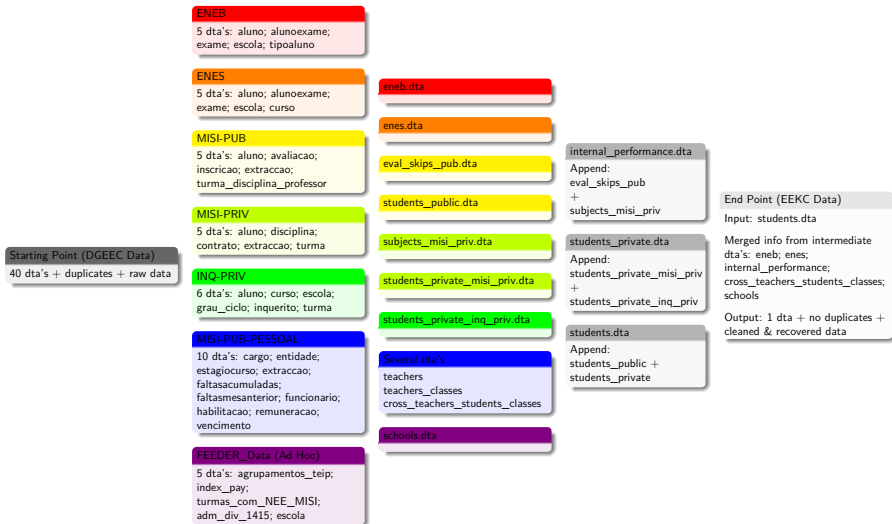 Starting Point (DGEEC Data)
40 dta's + duplicates + raw data
ENEB
5 dta's: aluno; alunoexame;
exame; escola; tipoaluno
ENES
5 dta's: aluno; alunoexame;
exame; escola; curso
MISI-PUB
5 dta's: aluno; avaliacao;
inscricao; extraccao;
turma_disciplina_professor
MISI-PRIV
5 dta's: aluno; disciplina;
contrato; extraccao; turma
INQ-PRIV
6 dta's: aluno; curso; escola;
grau_ciclo; inquerito; turma
MISI-PUB-PESSOAL
10 dta's: cargo; entidade;
estagiocurso; extraccao;
faltasacumuladas;
faltasmesanterior; funcionario;
habilitacao; remuneracao;
vencimento
FEEDER_Data (Ad Hoc)
5 dta's: agrupamentos_teip;
index_pay;
turmas_com_NEE_MISI;
adm_div_1415; escola
eneb.dta
enes.dta
eval_skips_pub.dta
students_public.dta
subjects_misi_priv.dta
students_private_misi_priv.dta
students_private_inq_priv.dta
Several dta's
teachers
teachers_classes
cross_teachers_students_classes
schools.dta
internal_performance.dta
Append:
eval_skips_pub
+
subjects_misi_priv
students_private.dta
Append:
students_private_misi_priv
+
students_private_inq_priv
students.dta
Append:
students_public +
students_private
End Point (EEKC Data)
Input: students.dta
Merged info from intermediate
dta's: eneb; enes;
internal_performance;
cross_teachers_students_classes;
schools
Output: 1 dta + no duplicates +
cleaned & recovered data